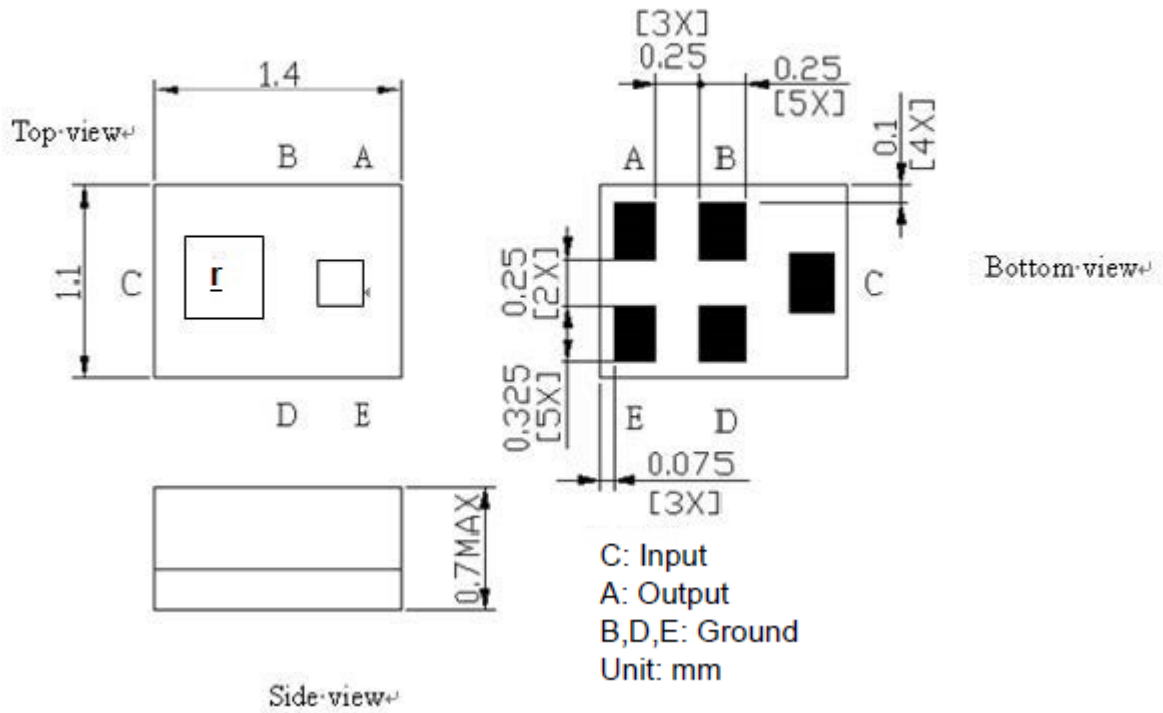 [3X]
0.25
0.25
[5X]
1.4
0.1
[4X]
Top·view↵
B A
A B
1.1
C
r
0.25
[2X]
C
Bottom·view↵
D E
0.325
[5X]
E D
0.075
[3X]
0.7MAX
C: Input
A: Output
B,D,E: Ground
Unit: mm
Side·view↵